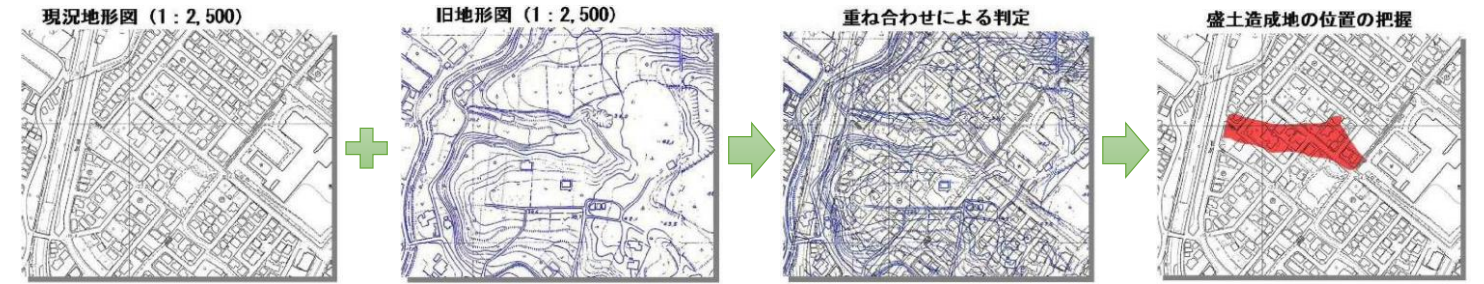 現況地形図（1：2,500）
旧地形図（1：2,500）
重ね合わせによる判定
盛土造成地の位置の把握